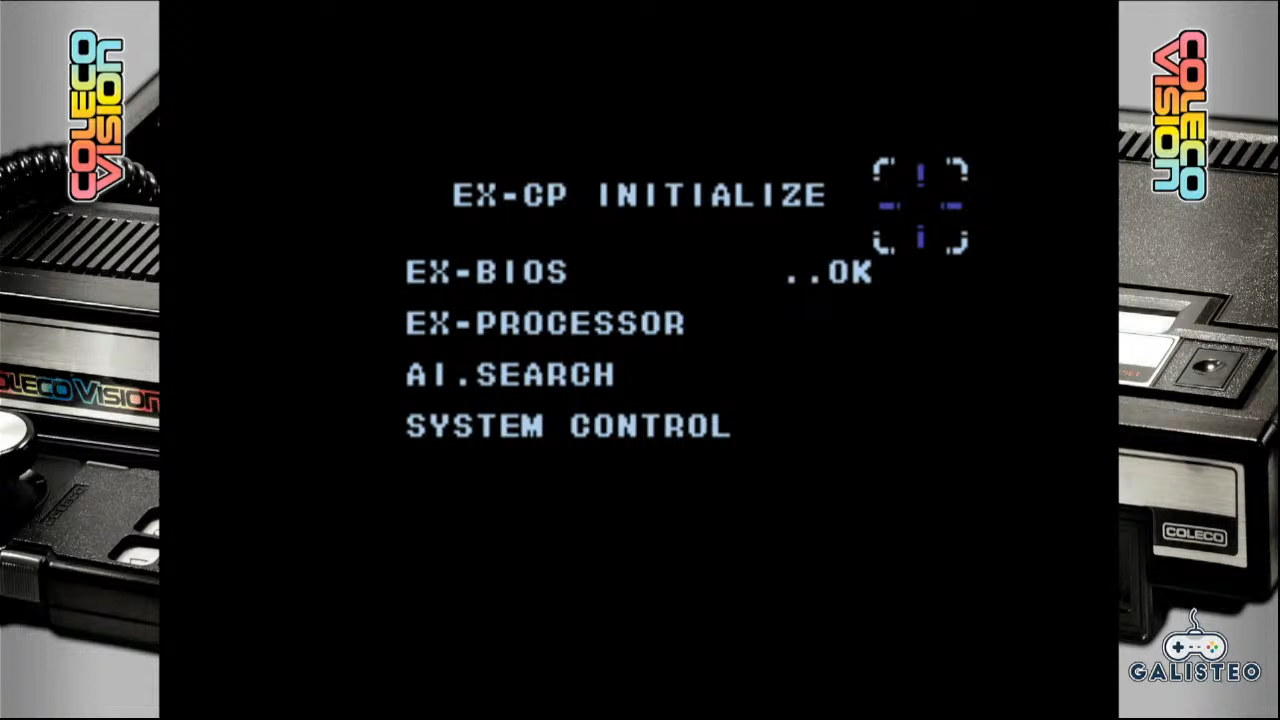 COLECO
VISION
COLECO
VISION
EX-CP INITIALIZE
EX-BIOS ..OK
EX-PROCESSOR
AI.SEARCH
SYSTEM CONTROL
OLECOVISION
COLECO
COLECO
GALISTEO